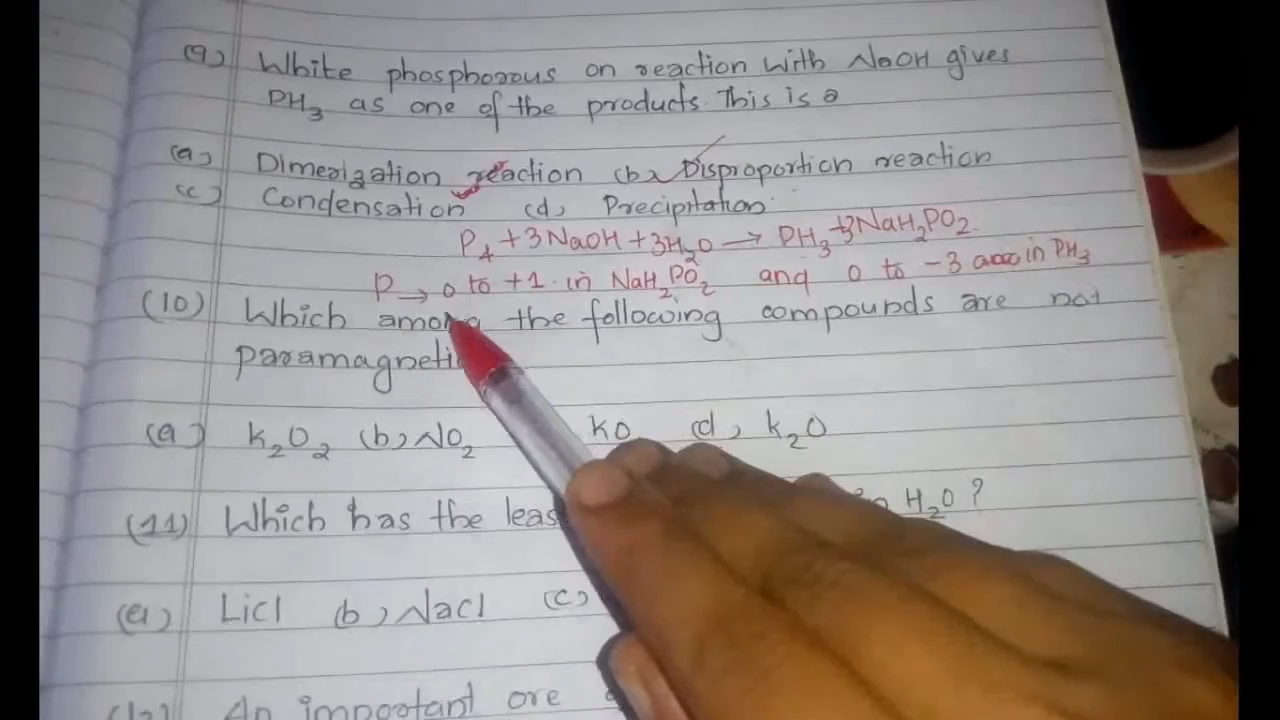 (9) White phosphorous on reaction with NaOH gives
PH3 as one of the products. This is a
(a) Dimerization reaction (b) Disproportion reaction
(c) Condensation (d) Precipitation.
P4 + 3NaOH + 3H2O → PH3 + 3NaH2PO2.
P → 0 to +1 in NaH2PO2 and 0 to -3 in PH3
(10) Which among the following compounds are not
paramagneti
(a) K2O2 (b) NO2 KO (d) K2O
(11) Which has the leas in H2O?
(a) LiCl (b) NaCl (c)
(12) An important ore